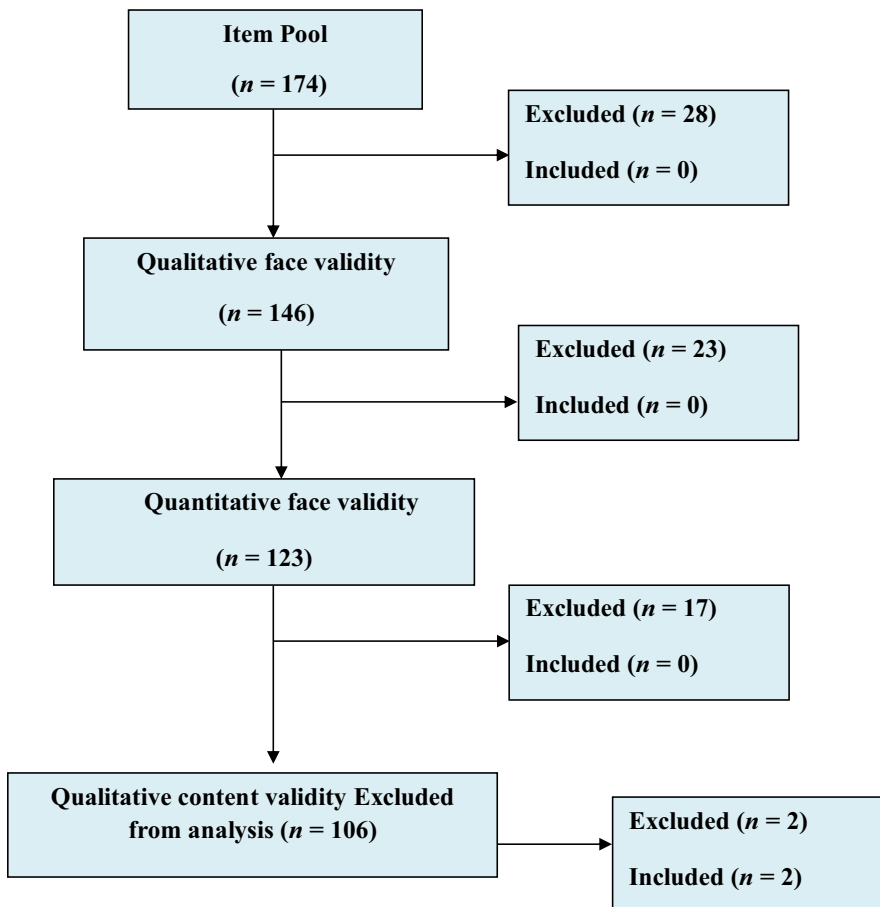 Item Pool
(n = 174)
Excluded (n = 28)
Included (n = 0)
Qualitative face validity
(n = 146)
Excluded (n = 23)
Included (n = 0)
Quantitative face validity
(n = 123)
Excluded (n = 17)
Included (n = 0)
Qualitative content validity Excluded
from analysis (n = 106)
Excluded (n = 2)
Included (n = 2)